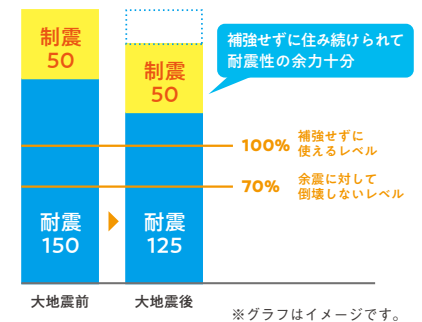 制震
50
制震
50
補強せずに住み続けられて
耐震性の余力十分
100% 補強せずに
使えるレベル
70% 余震に対して
倒壊しないレベル
耐震
150
耐震
125
大地震前
大地震後
※グラフはイメージです。